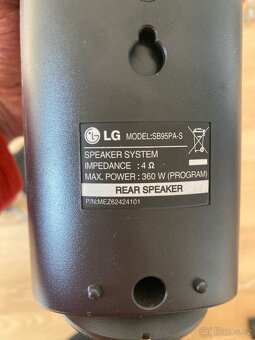 LG MODEL:SB95PA-S
SPEAKER SYSTEM
IMPEDANCE : 4 Ω
MAX. POWER : 360 W (PROGRAM)
REAR SPEAKER
P/N:MEZ62424101